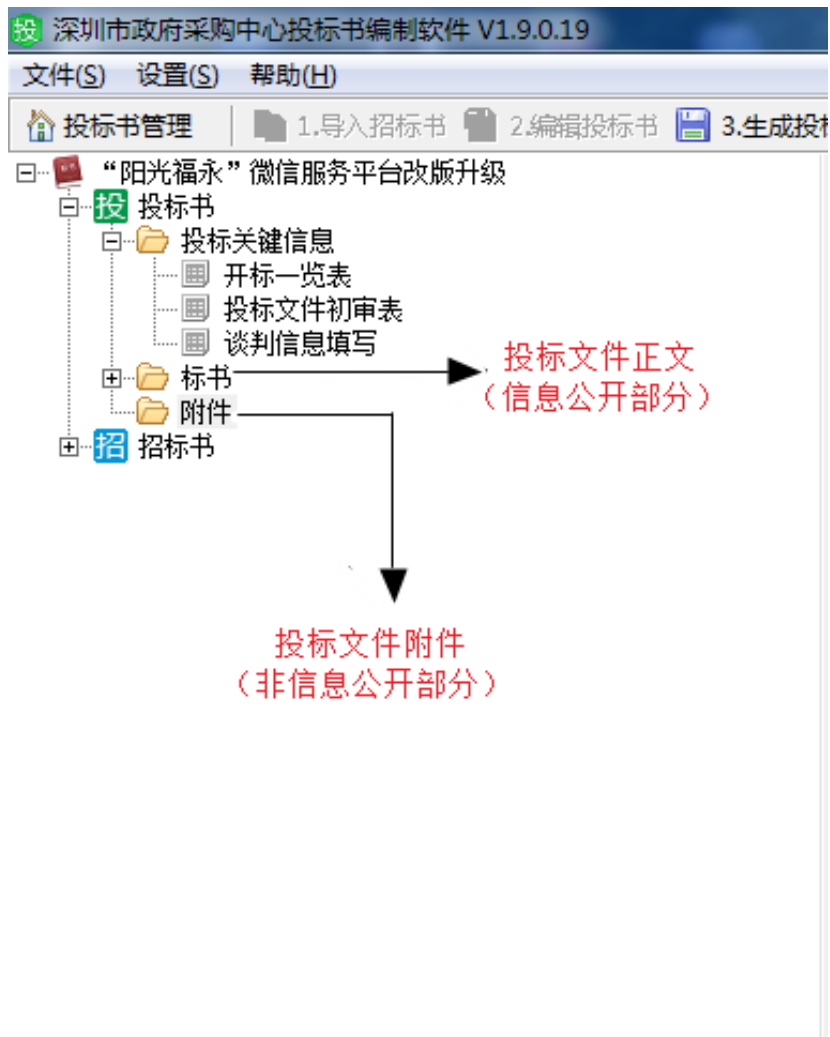 投 深圳市政府采购中心投标书编制软件 V1.9.0.19
文件(S) 设置(S) 帮助(H)
投标书管理 1.导入招标书 2.编辑投标书 3.生成投
“阳光福永”微信服务平台改版升级
投 投标书
投标关键信息
开标一览表
投标文件初审表
谈判信息填写
标书
投标文件正文
（信息公开部分）
附件
招 招标书
投标文件附件
（非信息公开部分）